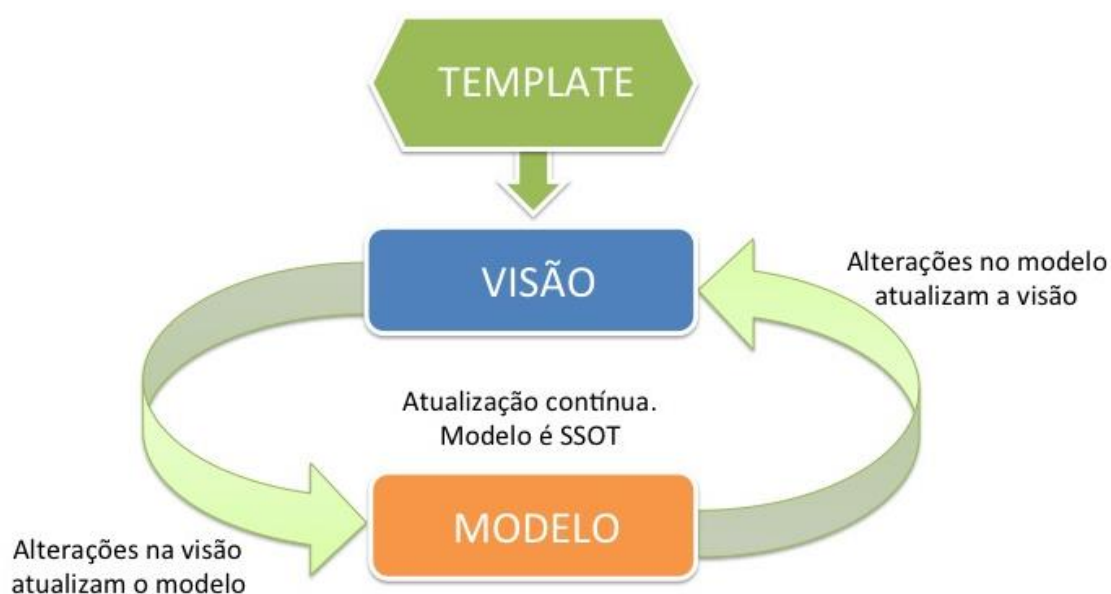 TEMPLATE
VISÃO
Alterações no modelo
atualizam a visão
Atualização contínua.
Modelo é SSOT
MODELO
Alterações na visão
atualizam o modelo